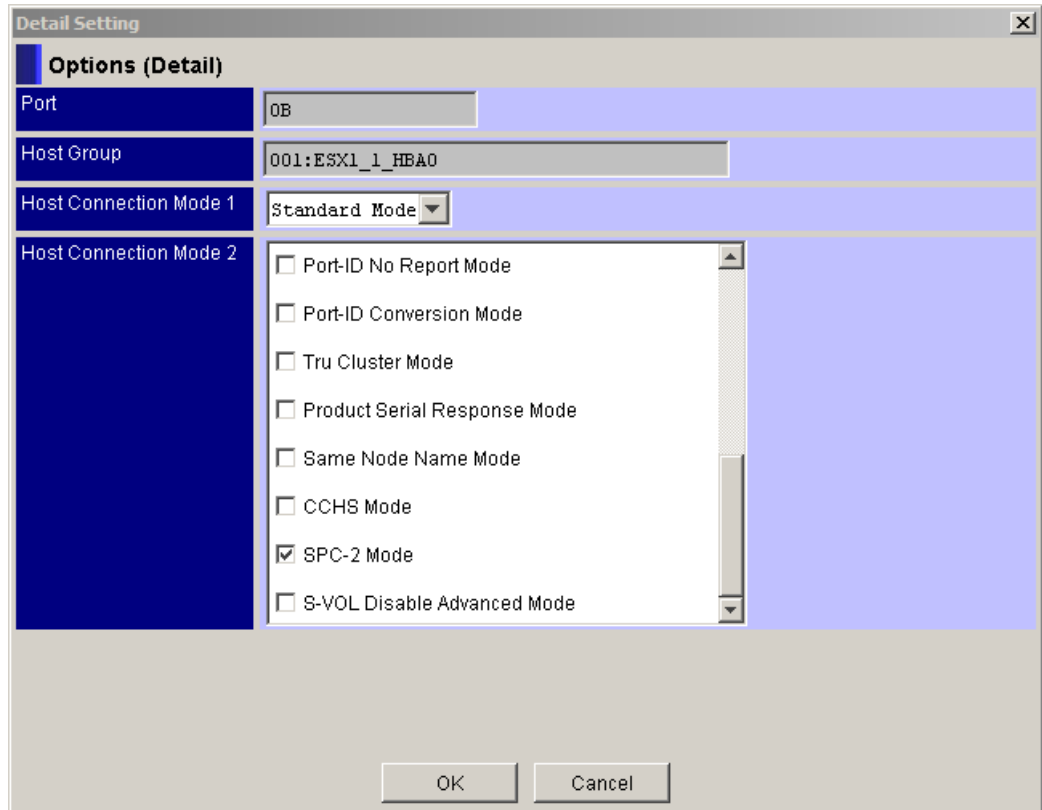 Detail Setting
Options (Detail)
Port
0B
Host Group
001:ESX1_1_HBA0
Host Connection Mode 1
Standard Mode
Host Connection Mode 2
Port-ID No Report Mode
Port-ID Conversion Mode
Tru Cluster Mode
Product Serial Response Mode
Same Node Name Mode
CCHS Mode
SPC-2 Mode
S-VOL Disable Advanced Mode
OK
Cancel